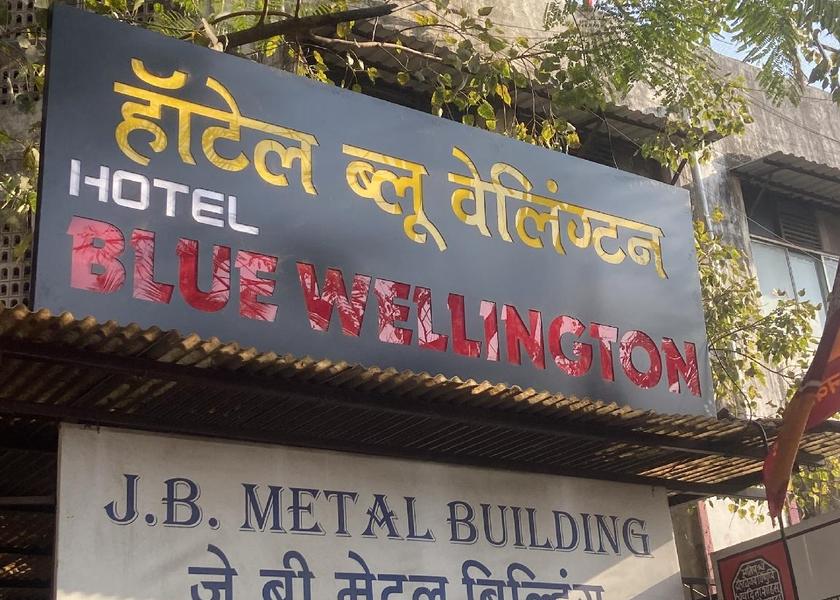 हॉटेल ब्लू वेलिंग्टन
HOTEL
BLUE WELLINGTON
J.B. METAL BUILDING
जे.बी. मेटल बिल्डिंग